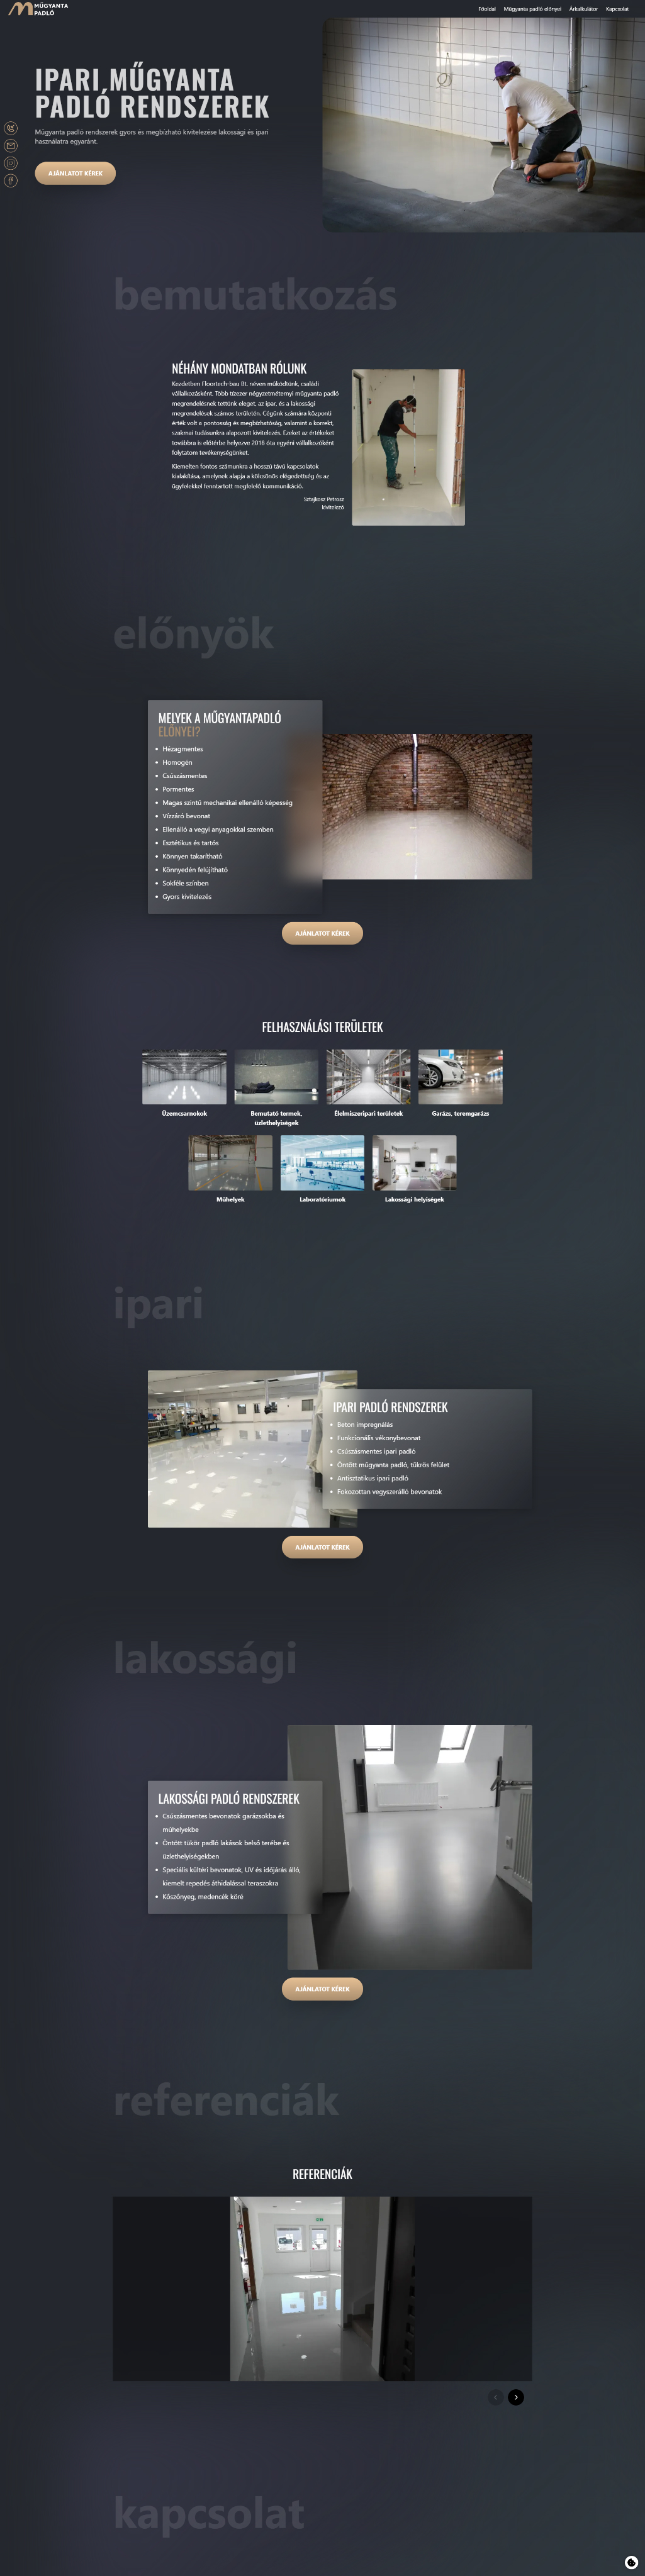 MŰGYANTA
PADLÓ
Főoldal Műgyanta padló előnyei Árkalkulátor Kapcsolat
IPARI MŰGYANTA
PADLÓ RENDSZEREK
Műgyanta padló rendszerek gyors és megbízható kivitelezése lakossági és ipari
használatra egyaránt.
AJÁNLATOT KÉREK
bemutatkozás
NÉHÁNY MONDATBAN RÓLUNK
Kezdetben Floortech-bau Bt. néven működtünk, családi
vállalkozásként. Több tízezer négyzetméternyi műgyanta padló
megrendelésnek tettünk eleget, az ipar, és a lakossági
megrendelések számos területén. Cégünk számára központi
érték volt a pontosság és megbízhatóság, valamint a korrekt,
szakmai tudásunkra alapozott kivitelezés. Ezeket az értékeket
továbbra is előtérbe helyezve 2018 óta egyéni vállalkozóként
folytatom tevékenységünket.
Kiemelten fontos számunkra a hosszú távú kapcsolatok
kialakítása, amelynek alapja a kölcsönös elégedettség és az
ügyfelekkel fenntartott megfelelő kommunikáció.
Sztajkosz Petrosz
kivitelező
előnyök
MELYEK A MŰGYANTAPADLÓ
ELŐNYEI?
Hézagmentes
Homogén
Csúszásmentes
Pormentes
Magas szintű mechanikai ellenálló képesség
Vízzáró bevonat
Ellenálló a vegyi anyagokkal szemben
Esztétikus és tartós
Könnyen takarítható
Könnyedén felújítható
Sokféle színben
Gyors kivitelezés
AJÁNLATOT KÉREK
FELHASZNÁLÁSI TERÜLETEK
Üzemcsarnokok
Bemutató termek,
üzlethelyiségek
Élelmiszeripari területek
Garázs, teremgarázs
Műhelyek
Laboratóriumok
Lakossági helyiségek
ipari
IPARI PADLÓ RENDSZEREK
Beton impregnálás
Funkcionális vékonybevonat
Csúszásmentes ipari padló
Öntött műgyanta padló, tükrös felület
Antisztatikus ipari padló
Fokozottan vegyszerálló bevonatok
AJÁNLATOT KÉREK
lakossági
LAKOSSÁGI PADLÓ RENDSZEREK
Csúszásmentes bevonatok garázsokba és
műhelyekbe
Öntött tükör padló lakások belső terébe és
üzlethelyiségekben
Speciális kültéri bevonatok, UV és időjárás álló,
kiemelt repedés áthidalással teraszokra
Kőszőnyeg, medencék köré
AJÁNLATOT KÉREK
referenciák
REFERENCIÁK
kapcsolat